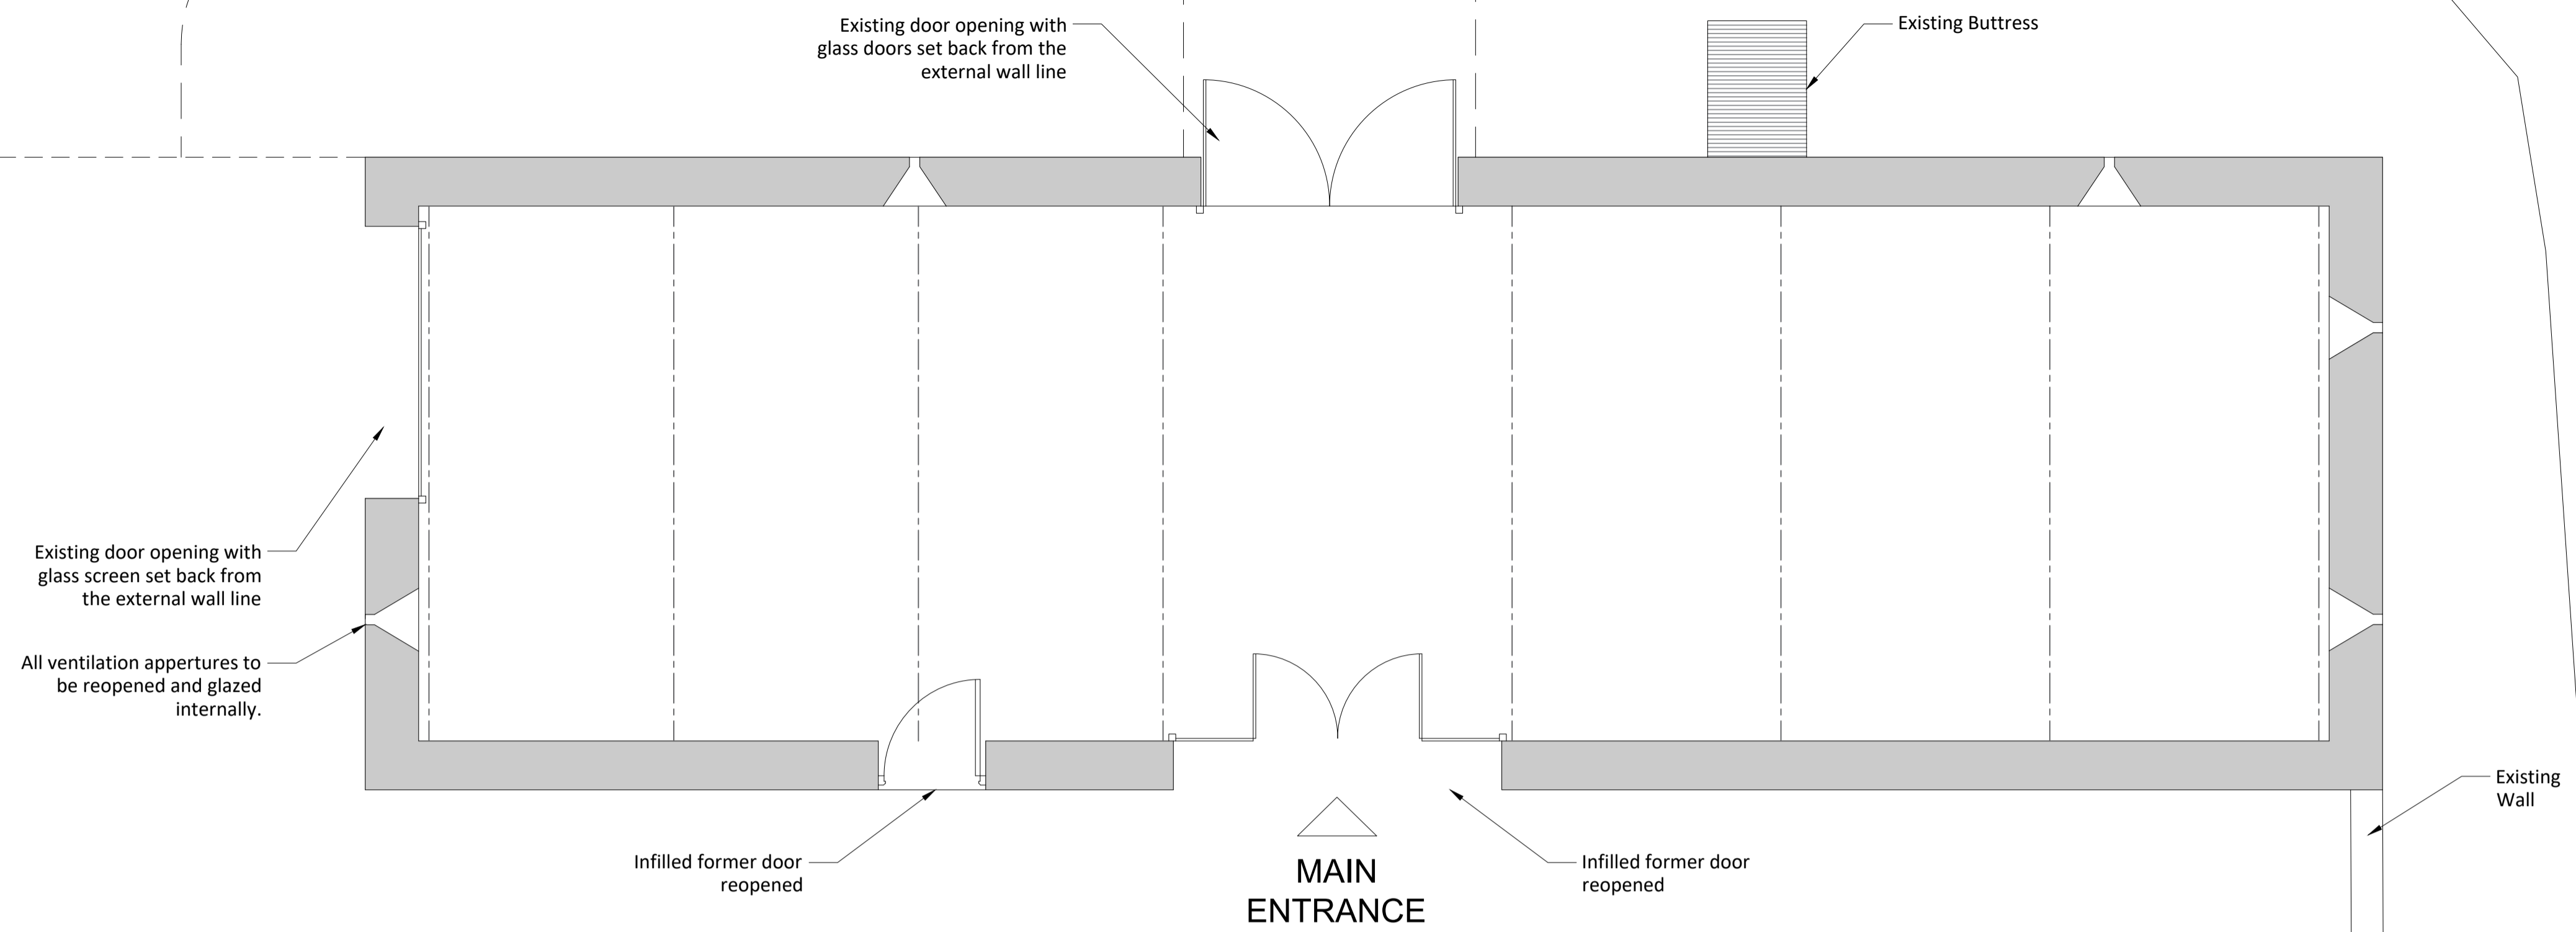 Existing door opening with
glass doors set back from the
external wall line
Existing Buttress
Existing door opening with
glass screen set back from
the external wall line
All ventilation appertures to
be reopened and glazed
internally.
Infilled former door
reopened
MAIN
ENTRANCE
Infilled former door
reopened
Existing
Wall